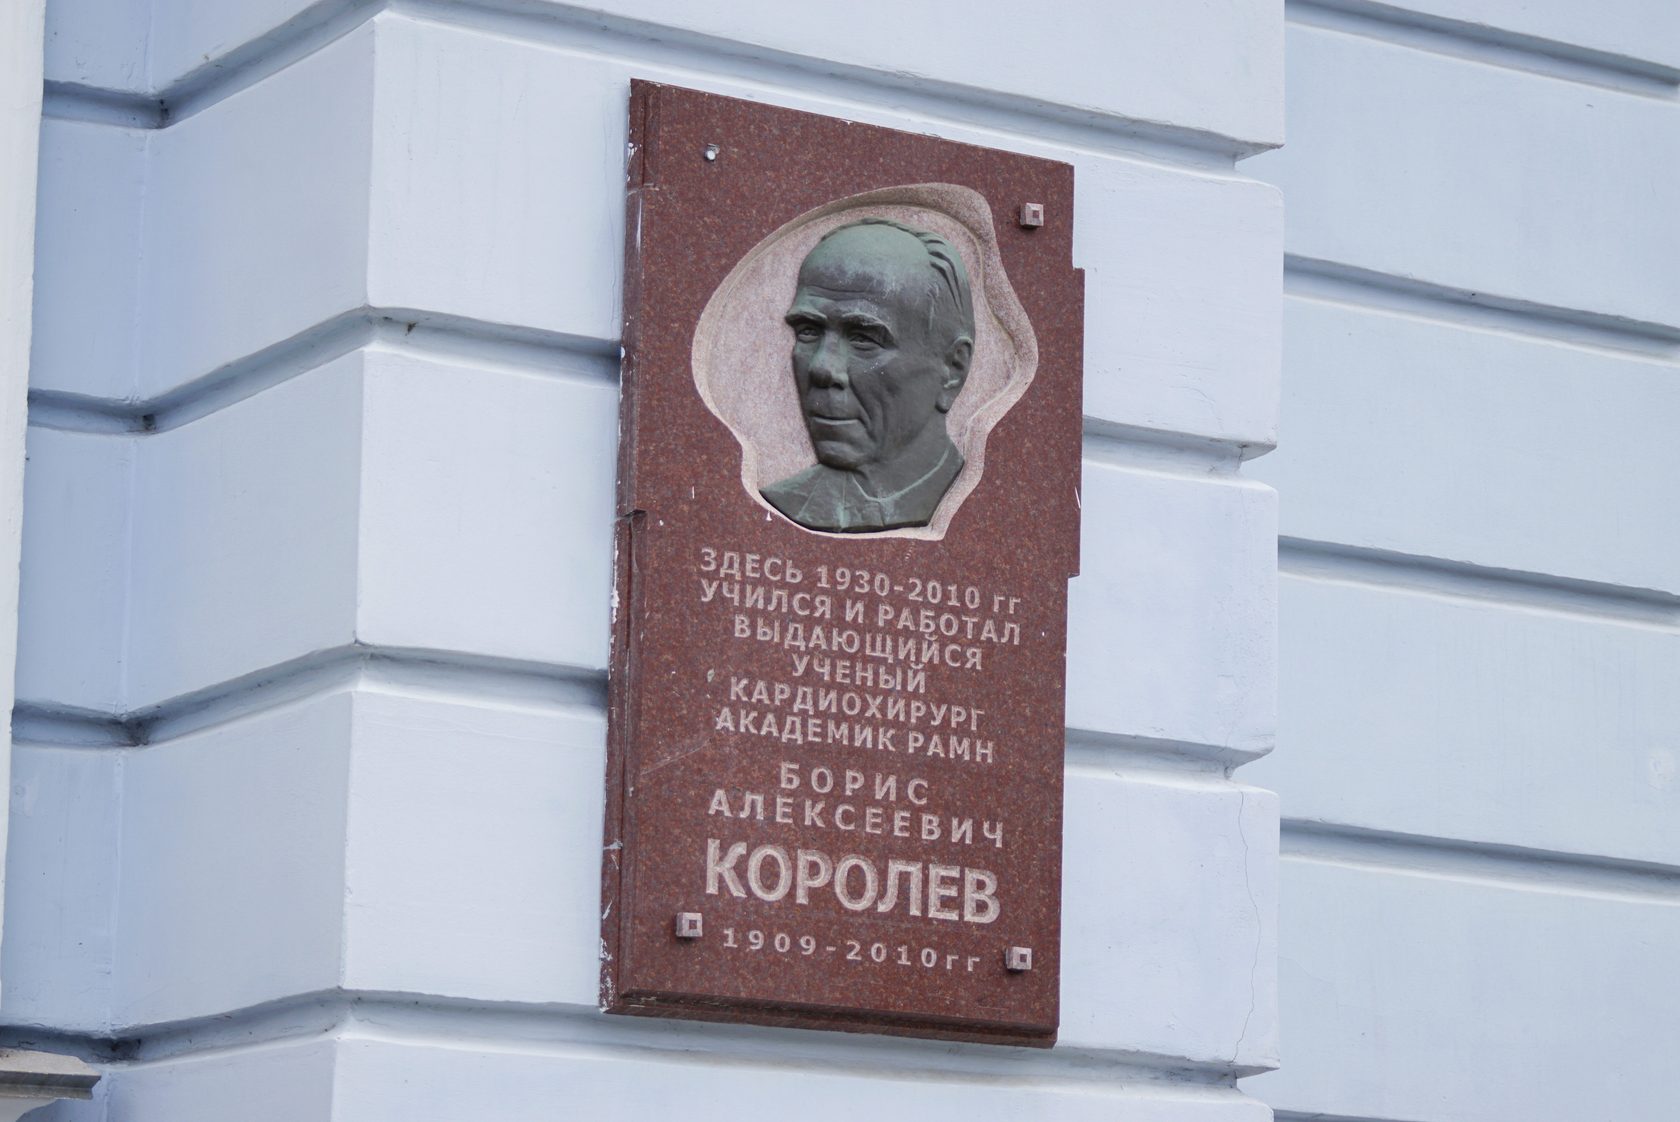 ЗДЕСЬ 1930-2010 гг
УЧИЛСЯ И РАБОТАЛ
ВЫДАЮЩИЙСЯ
УЧЕНЫЙ
КАРДИОХИРУРГ
АКАДЕМИК РАМН
БОРИС
АЛЕКСЕЕВИЧ
КОРОЛЕВ
1909-2010гг